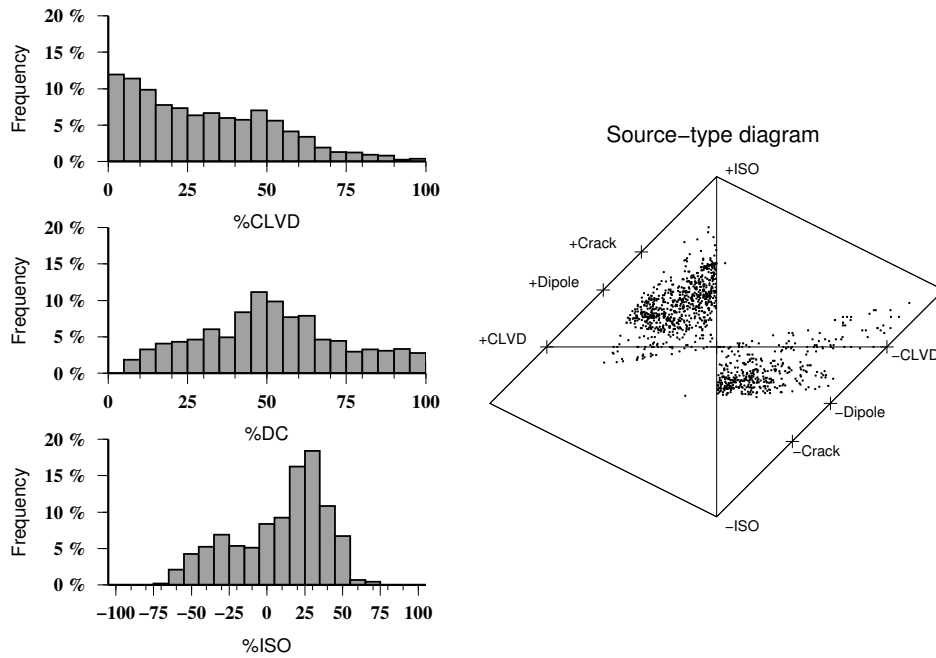 20 %
15 %
10 %
5 %
0 %
Frequency
0 25 50 75 100
%CLVD
20 %
15 %
10 %
5 %
0 %
Frequency
0 25 50 75 100
%DC
20 %
15 %
10 %
5 %
0 %
Frequency
−100 −75 −50 −25 0 25 50 75 100
%ISO
Source−type diagram
+ISO
+Crack
+Dipole
+CLVD
−CLVD
−Dipole
−Crack
−ISO